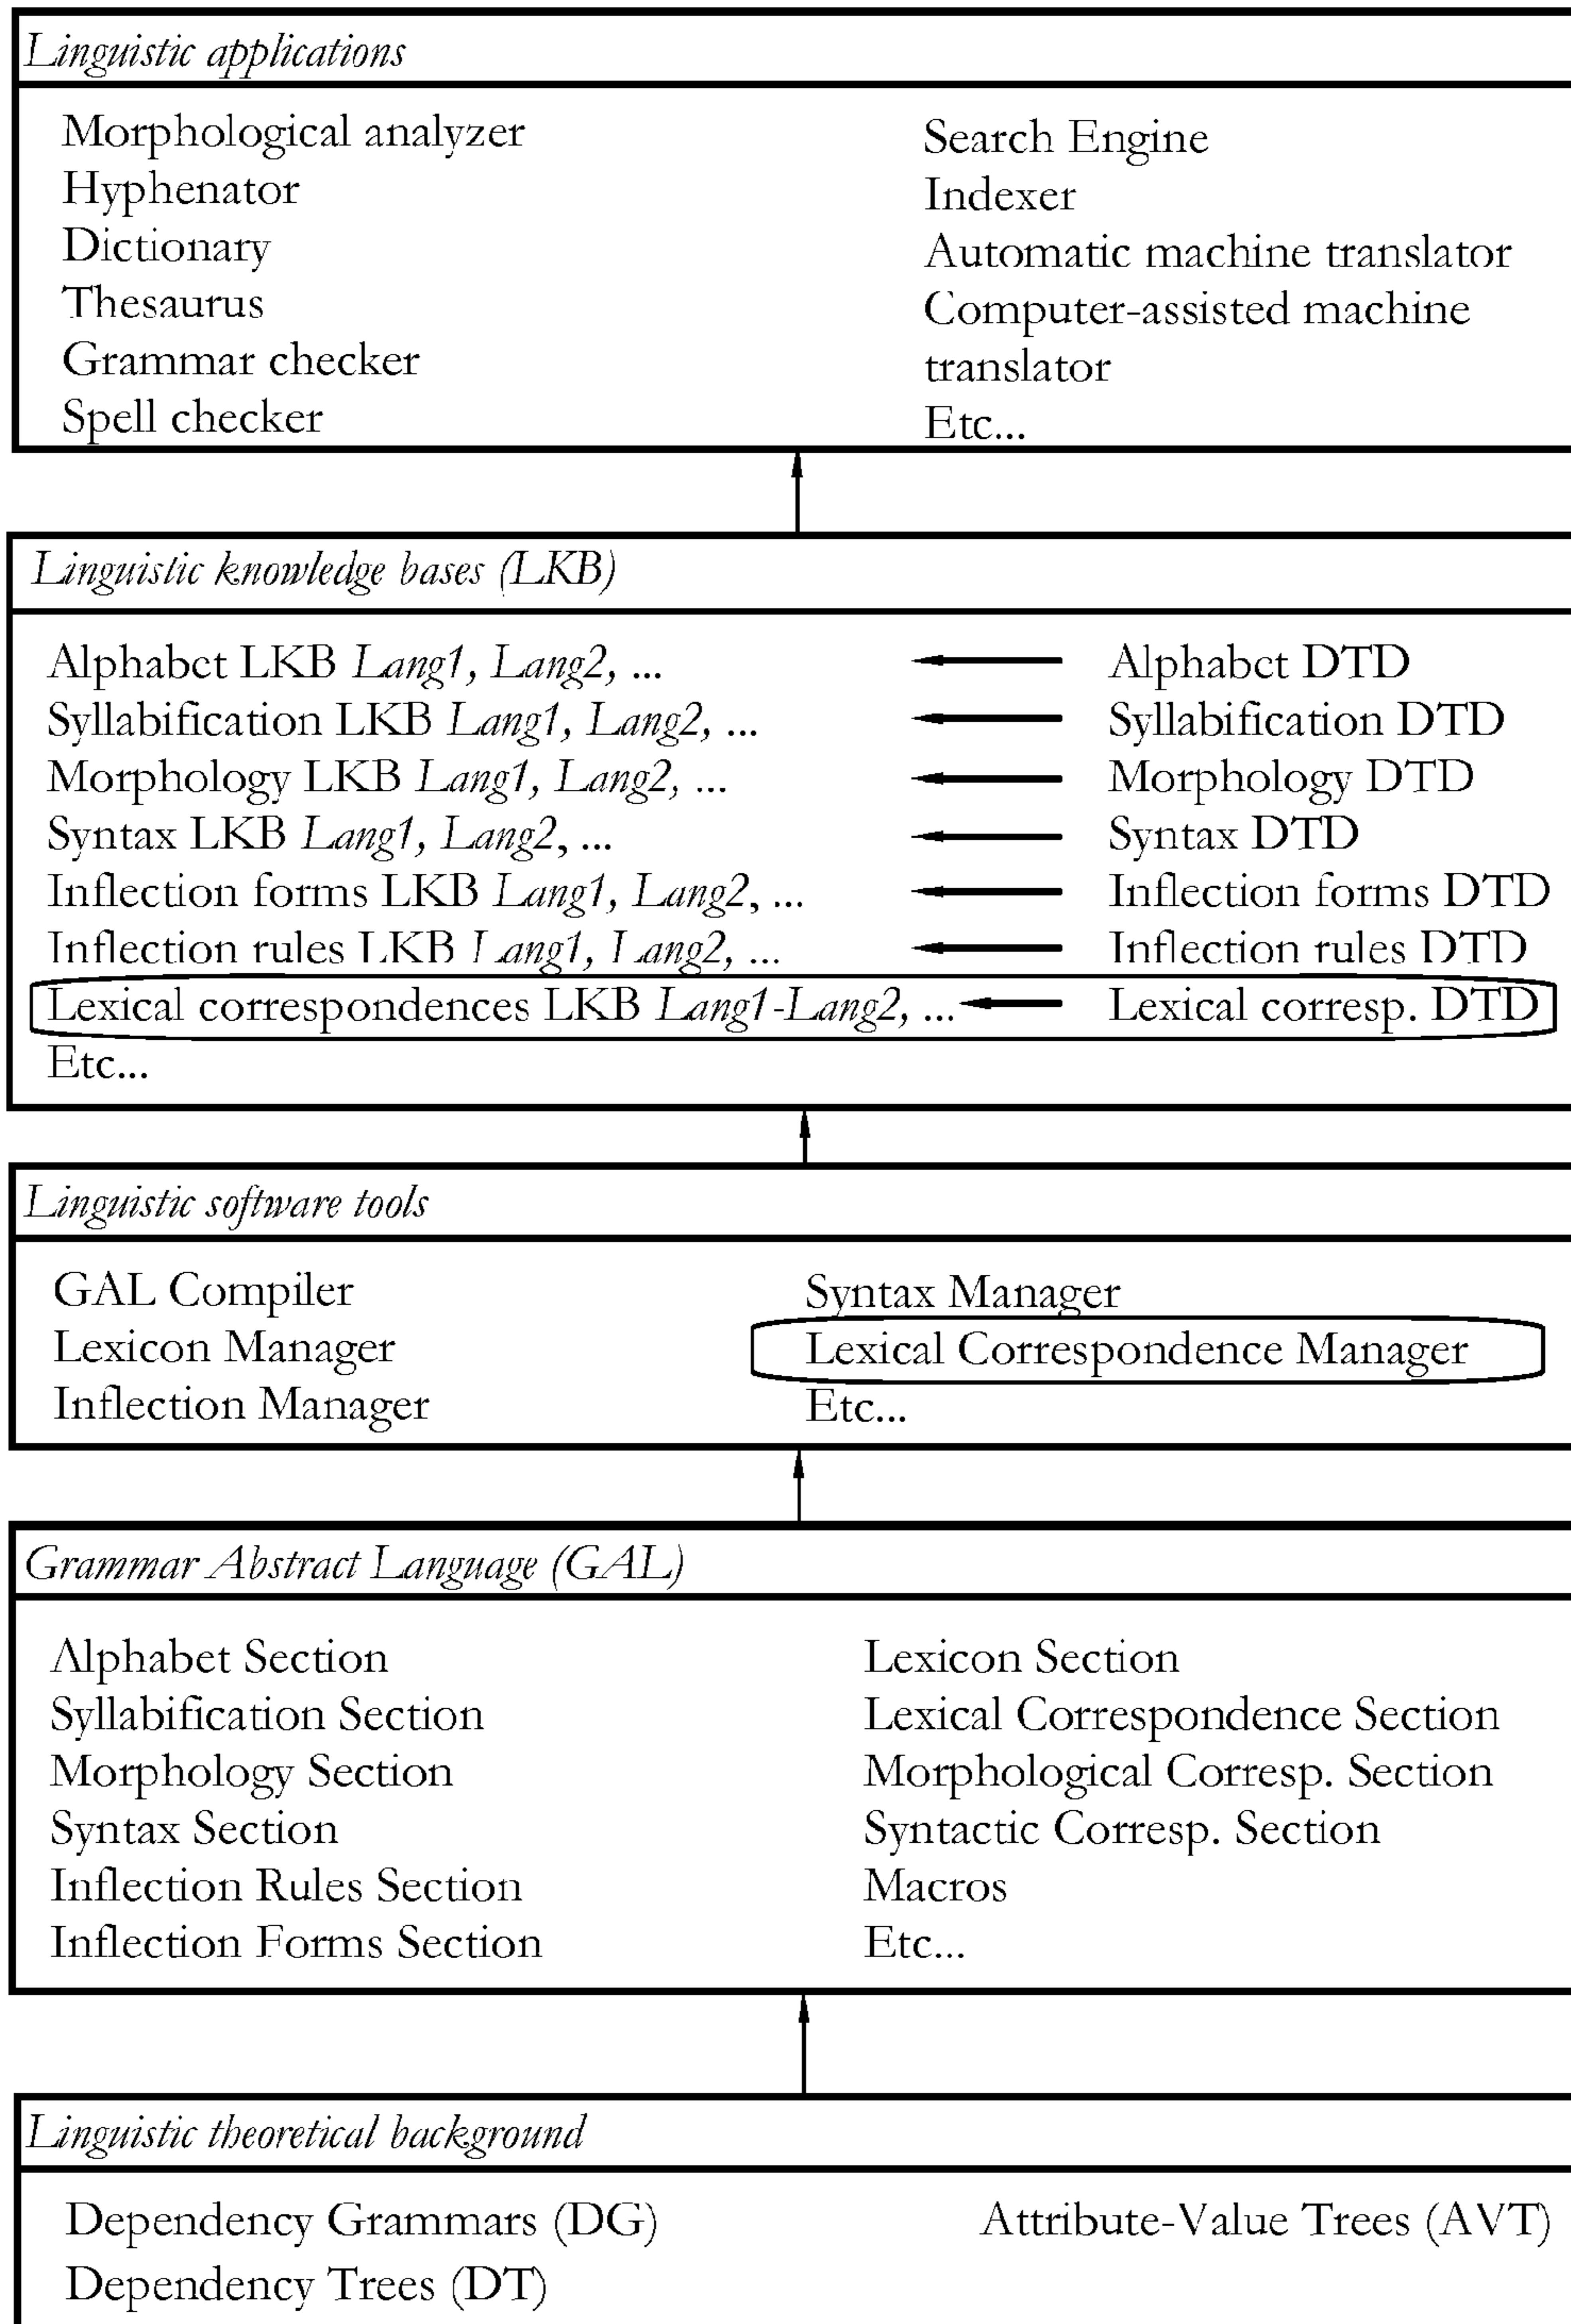 Linguistic applications
Morphological analyzer
Hyphenator
Dictionary
Thesaurus
Grammar checker
Spell checker
Search Engine
Indexer
Automatic machine translator
Computer-assisted machine
translator
Etc...
Linguistic knowledge bases (LKB)
Alphabet LKB Lang1, Lang2, ... Alphabet DTD
Syllabification LKB Lang1, Lang2, ... Syllabification DTD
Morphology LKB Lang1, Lang2, ... Morphology DTD
Syntax LKB Lang1, Lang2, ... Syntax DTD
Inflection forms LKB Lang1, Lang2, ... Inflection forms DTD
Inflection rules LKB Lang1, Lang2, ... Inflection rules DTD
Lexical correspondences LKB Lang1-Lang2, ... Lexical corresp. DTD
Etc...
Linguistic software tools
GAL Compiler
Lexicon Manager
Inflection Manager
Syntax Manager
Lexical Correspondence Manager
Etc...
Grammar Abstract Language (GAL)
Alphabet Section
Syllabification Section
Morphology Section
Syntax Section
Inflection Rules Section
Inflection Forms Section
Lexicon Section
Lexical Correspondence Section
Morphological Corresp. Section
Syntactic Corresp. Section
Macros
Etc...
Linguistic theoretical background
Dependency Grammars (DG)
Dependency Trees (DT)
Attribute-Value Trees (AVT)